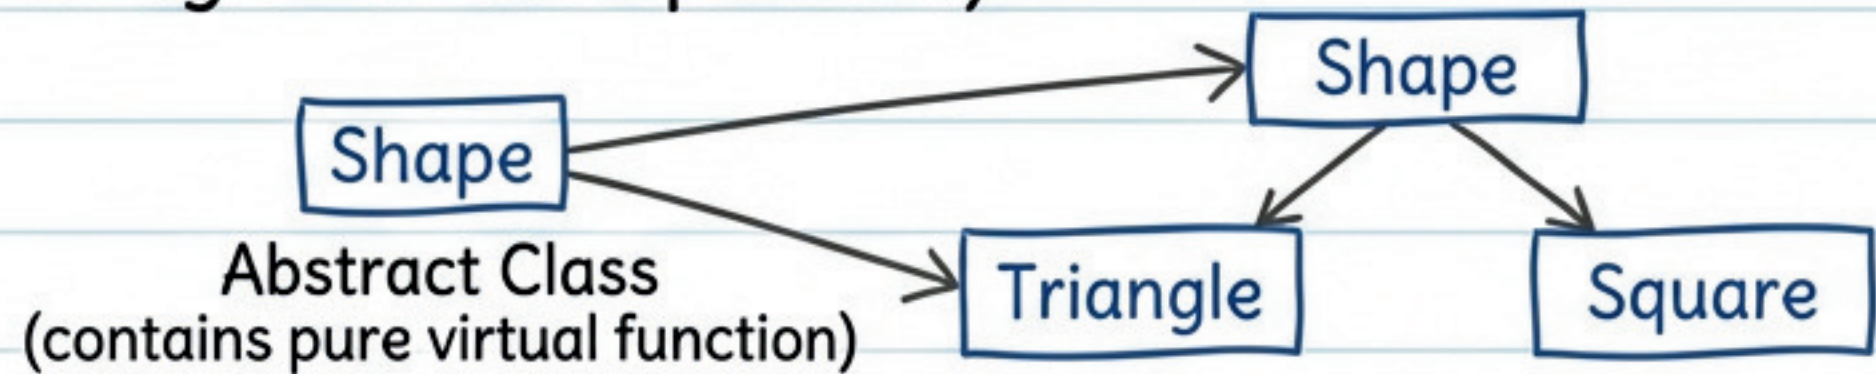 Shape
Shape
Abstract Class
(contains pure virtual function)
Triangle
Square